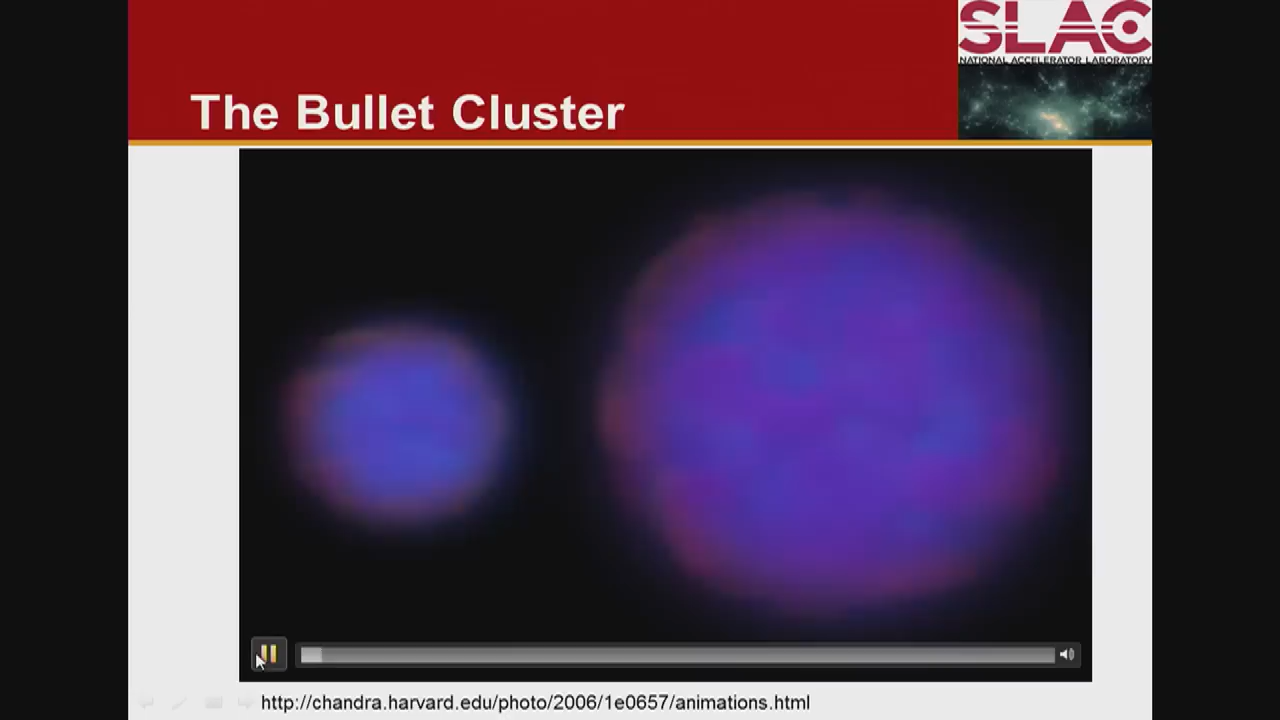 SLAC
NATIONAL ACCELERATOR LABORATORY
The Bullet Cluster
http://chandra.harvard.edu/photo/2006/1e0657/animations.html